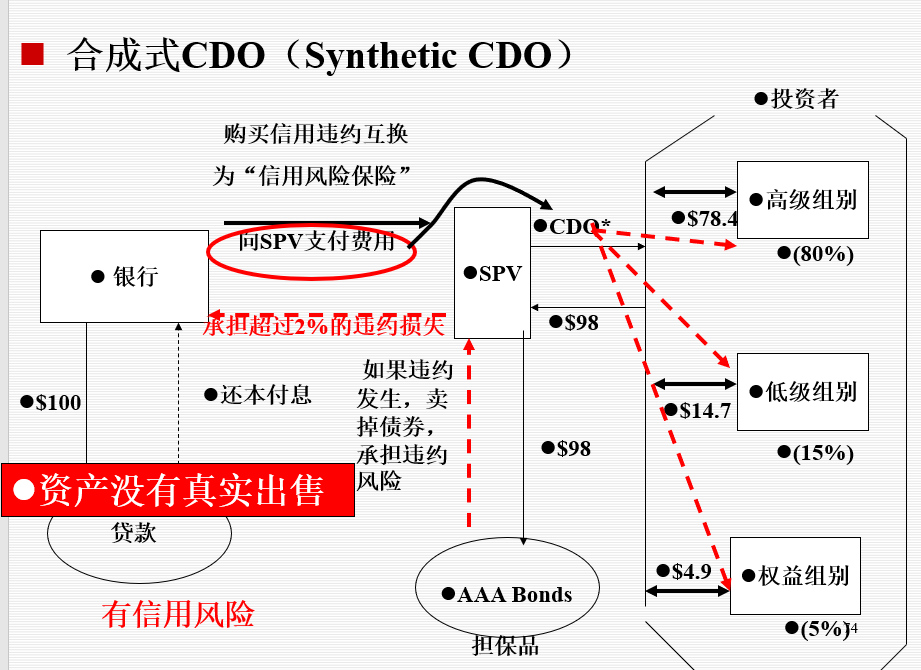 合成式CDO（Synthetic CDO）
●投资者
购买信用违约互换
为“信用风险保险”
●高级组别
●$78.4
●CDO*
向SPV支付费用
●(80%)
●银行
●SPV
承担超过2%的违约损失
●$98
如果违约
发生，卖
掉债券，
承担违约
风险
●还本付息
●$100
●低级组别
●$14.7
●(15%)
●$98
●资产没有真实出售
贷款
●$4.9
●权益组别
●AAA Bonds
有信用风险
担保品
●(5%)